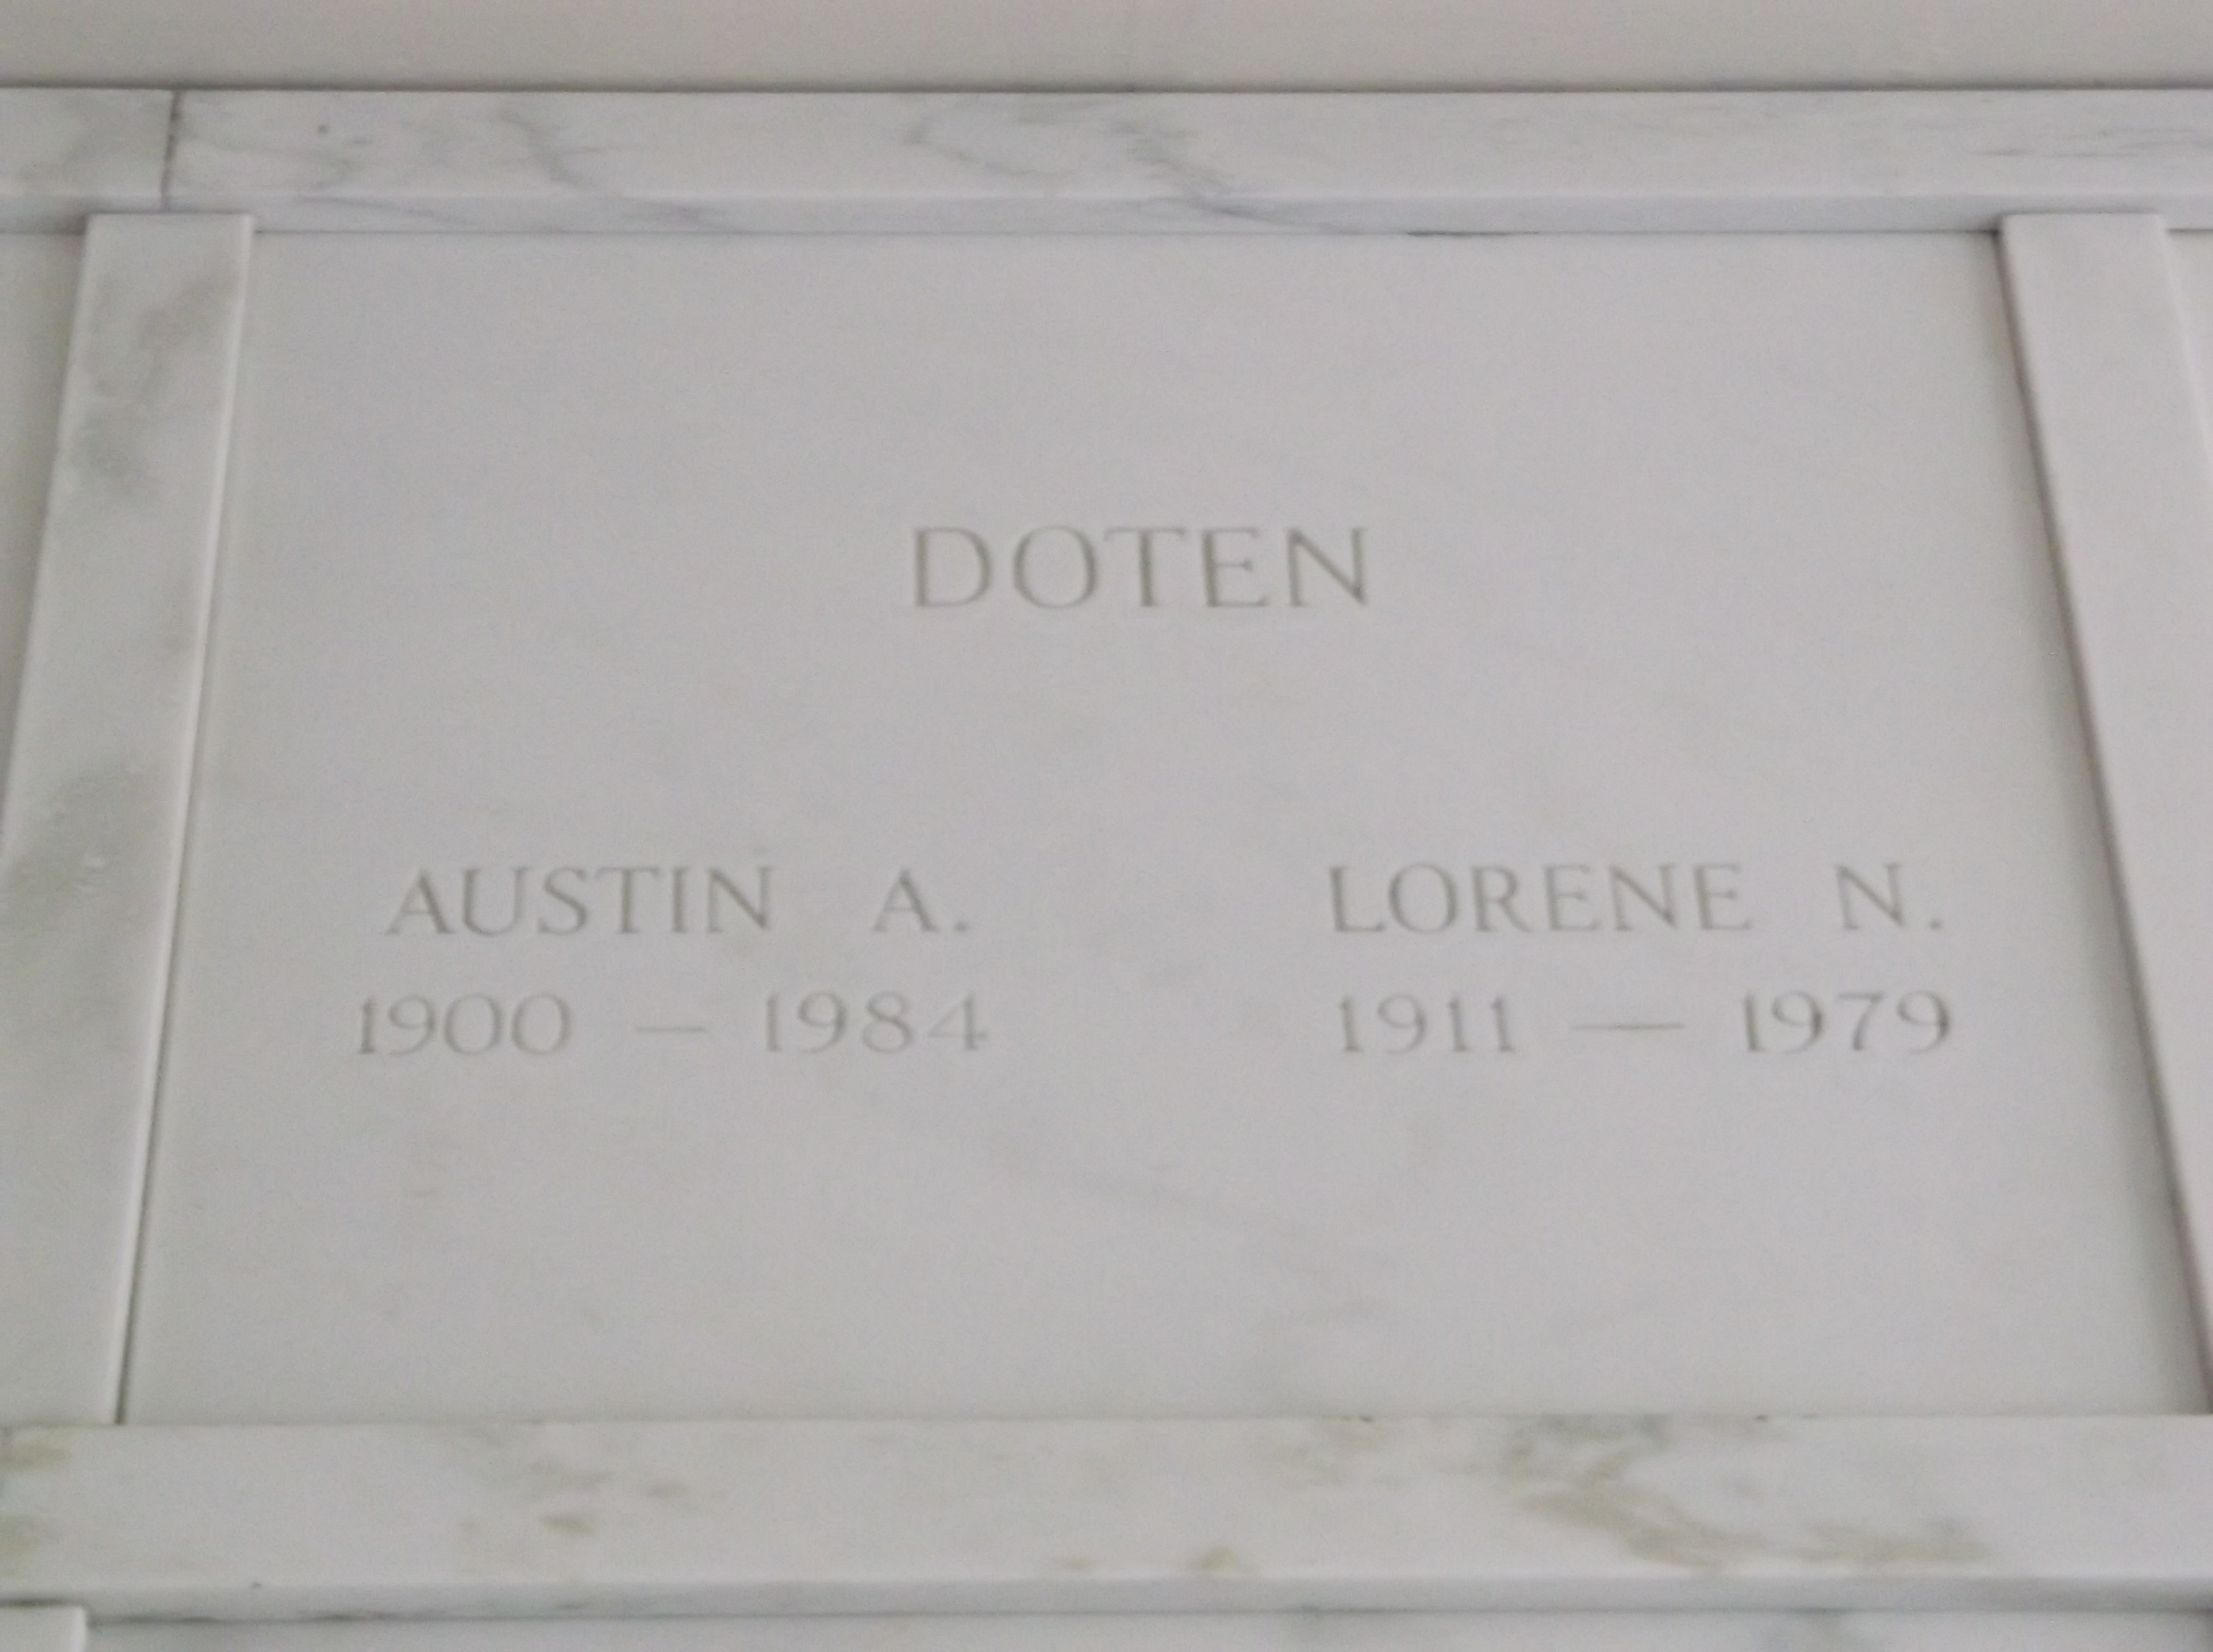 DOTEN
AUSTIN A.
1900 — 1984
LORENE N.
1911 — 1979